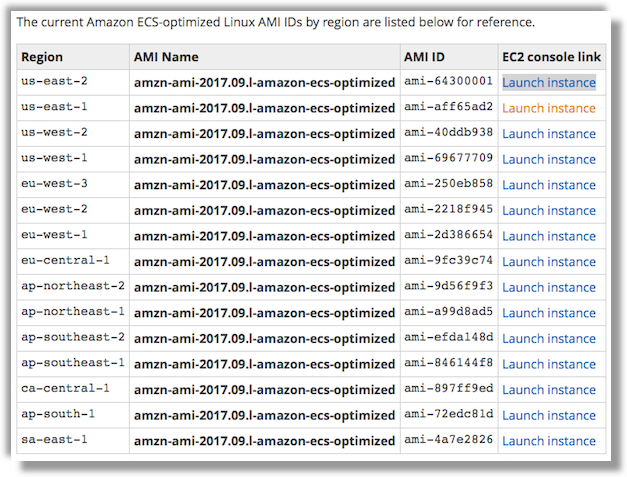 The current Amazon ECS-optimized Linux AMI IDs by region are listed below for reference.
Region AMI Name AMI ID EC2 console link
us-east-2 amzn-ami-2017.09.l-amazon-ecs-optimized ami-64300001 Launch instance
us-east-1 amzn-ami-2017.09.l-amazon-ecs-optimized ami-aff65ad2 Launch instance
us-west-2 amzn-ami-2017.09.l-amazon-ecs-optimized ami-40ddb938 Launch instance
us-west-1 amzn-ami-2017.09.l-amazon-ecs-optimized ami-69677709 Launch instance
eu-west-3 amzn-ami-2017.09.l-amazon-ecs-optimized ami-250eb858 Launch instance
eu-west-2 amzn-ami-2017.09.l-amazon-ecs-optimized ami-2218f945 Launch instance
eu-west-1 amzn-ami-2017.09.l-amazon-ecs-optimized ami-2d386654 Launch instance
eu-central-1 amzn-ami-2017.09.l-amazon-ecs-optimized ami-9fc39c74 Launch instance
ap-northeast-2 amzn-ami-2017.09.l-amazon-ecs-optimized ami-9d56f9f3 Launch instance
ap-northeast-1 amzn-ami-2017.09.l-amazon-ecs-optimized ami-a99d8ad5 Launch instance
ap-southeast-2 amzn-ami-2017.09.l-amazon-ecs-optimized ami-efda148d Launch instance
ap-southeast-1 amzn-ami-2017.09.l-amazon-ecs-optimized ami-846144f8 Launch instance
ca-central-1 amzn-ami-2017.09.l-amazon-ecs-optimized ami-897ff9ed Launch instance
ap-south-1 amzn-ami-2017.09.l-amazon-ecs-optimized ami-72edc81d Launch instance
sa-east-1 amzn-ami-2017.09.l-amazon-ecs-optimized ami-4a7e2826 Launch instance